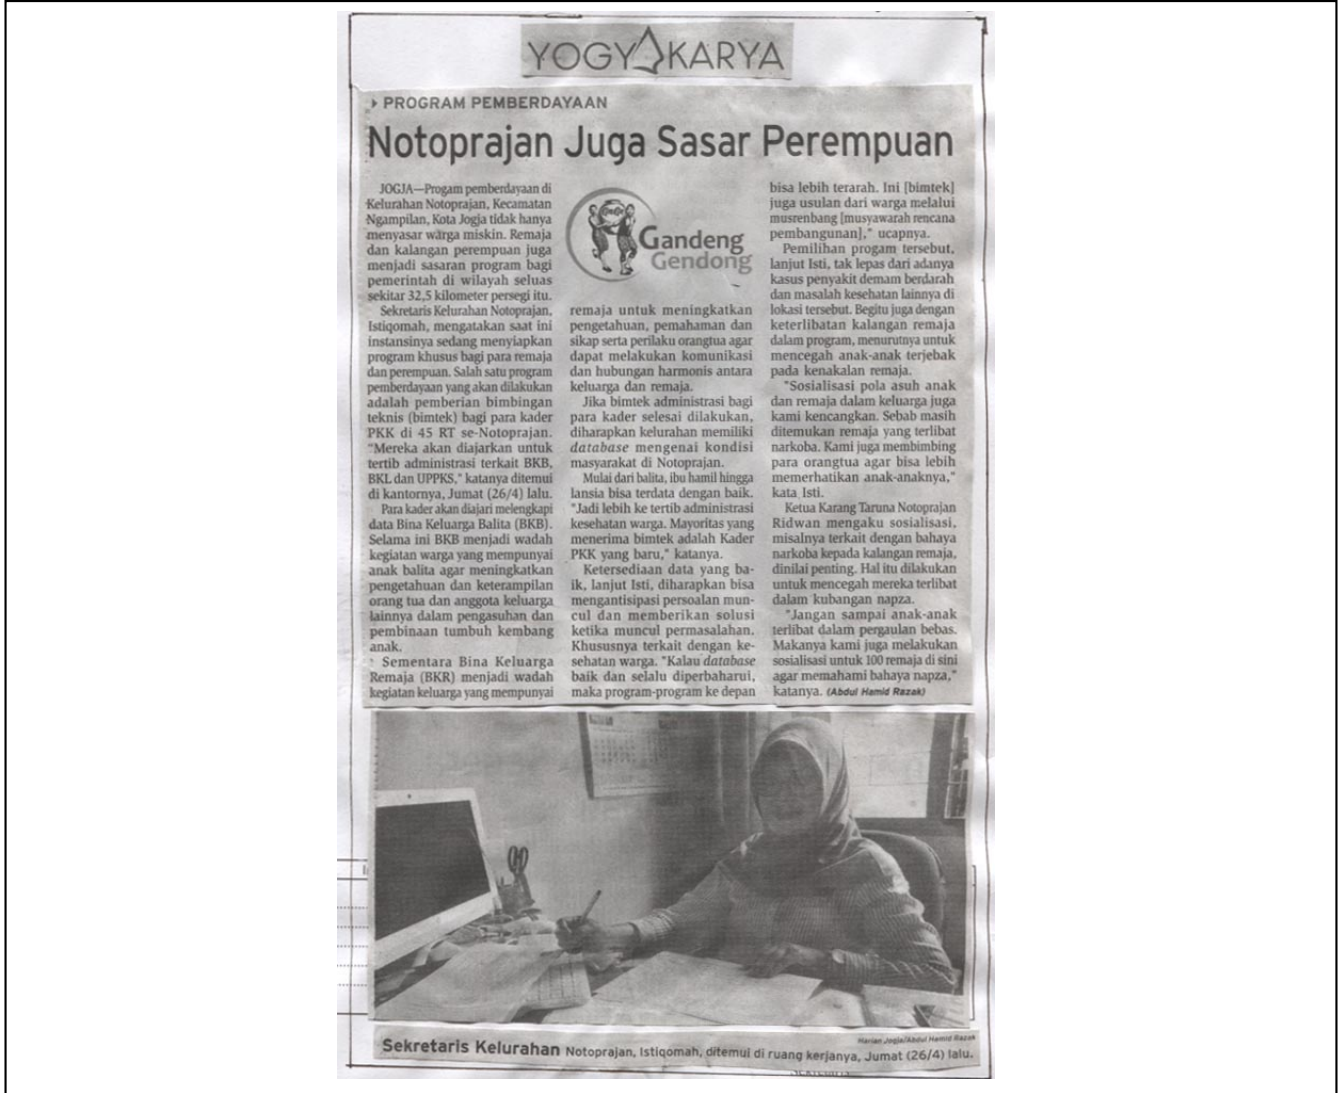 YOGYAKARYA
PROGRAM PEMBERDAYAAN
Notoprajan Juga Sasar Perempuan
JOGJA—Progam pemberdayaan di
Kelurahan Notoprajan, Kecamatan
Ngampilan, Kota Jogja tidak hanya
menyasar warga miskin. Remaja
dan kalangan perempuan juga
menjadi sasaran program bagi
pemerintah di wilayah seluas
sekitar 32,5 kilometer persegi itu.
Sekretaris Kelurahan Notoprajan,
Istiqomah, mengatakan saat ini
instansinya sedang menyiapkan
program khusus bagi para remaja
dan perempuan. Salah satu program
pemberdayaan yang akan dilakukan
adalah pemberian bimbingan
teknis (bimtek) bagi para kader
PKK di 45 RT se-Notoprajan.
"Mereka akan diajarkan untuk
tertib administrasi terkait BKB,
BKL dan UPPKS," katanya ditemui
di kantornya, Jumat (26/4) lalu.
Para kader akan diajari melengkapi
data Bina Keluarga Balita (BKB).
Selama ini BKB menjadi wadah
kegiatan warga yang mempunyai
anak balita agar meningkatkan
pengetahuan dan keterampilan
orang tua dan anggota keluarga
lainnya dalam pengasuhan dan
pembinaan tumbuh kembang
anak.
Sementara Bina Keluarga
Remaja (BKR) menjadi wadah
kegiatan keluarga yang mempunyai
Gandeng
Gendong
remaja untuk meningkatkan
pengetahuan, pemahaman dan
sikap serta perilaku orangtua agar
dapat melakukan komunikasi
dan hubungan harmonis antara
keluarga dan remaja.
Jika bimtek administrasi bagi
para kader selesai dilakukan,
diharapkan kelurahan memiliki
database mengenai kondisi
masyarakat di Notoprajan.
Mulai dari balita, ibu hamil hingga
lansia bisa terdata dengan baik.
"Jadi lebih ke tertib administrasi
kesehatan warga. Mayoritas yang
menerima bimtek adalah Kader
PKK yang baru," katanya.
Ketersediaan data yang ba-
ik, lanjut Isti, diharapkan bisa
mengantisipasi persoalan mun-
cul dan memberikan solusi
ketika muncul permasalahan.
Khususnya terkait dengan ke-
sehatan warga. "Kalau database
baik dan selalu diperbaharui,
maka program-program ke depan
bisa lebih terarah. Ini [bimtek]
juga usulan dari warga melalui
musrenbang [musyawarah rencana
pembangunan]," ucapnya.
Pemilihan progam tersebut,
lanjut Isti, tak lepas dari adanya
kasus penyakit demam berdarah
dan masalah kesehatan lainnya di
lokasi tersebut. Begitu juga dengan
keterlibatan kalangan remaja
dalam program, menurutnya untuk
mencegah anak-anak terjebak
pada kenakalan remaja.
"Sosialisasi pola asuh anak
dan remaja dalam keluarga juga
kami kencangkan. Sebab masih
ditemukan remaja yang terlibat
narkoba. Kami juga membimbing
para orangtua agar bisa lebih
memerhatikan anak-anaknya,"
kata Isti.
Ketua Karang Taruna Notoprajan
Ridwan mengaku sosialisasi,
misalnya terkait dengan bahaya
narkoba kepada kalangan remaja,
dinilai penting. Hal itu dilakukan
untuk mencegah mereka terlibat
dalam kubangan napza.
"Jangan sampai anak-anak
terlibat dalam pergaulan bebas.
Makanya kami juga melakukan
sosialisasi untuk 100 remaja di sini
agar memahami bahaya napza,"
katanya. (Abdul Hamid Razak)
Harian Jogja/Abdul Hamid Razak
Sekretaris Kelurahan Notoprajan, Istiqomah, ditemui di ruang kerjanya, Jumat (26/4) lalu.